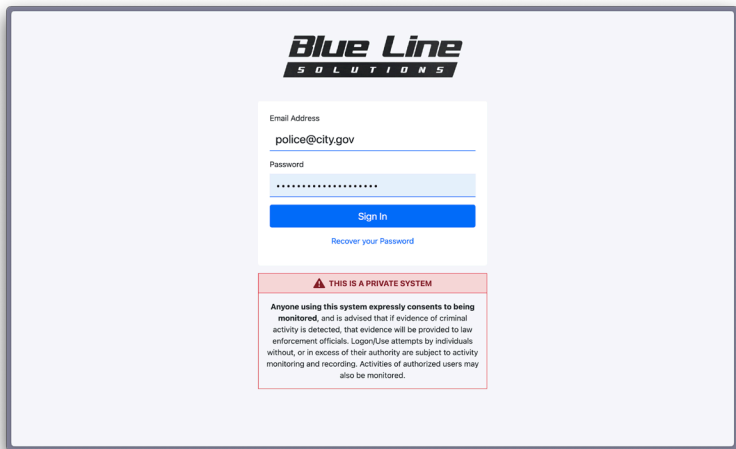 Blue Line
SOLUTIONS
Email Address
police@city.gov
Password
••••••••••••••••••••
Sign In
Recover your Password
THIS IS A PRIVATE SYSTEM
Anyone using this system expressly consents to being
monitored, and is advised that if evidence of criminal
activity is detected, that evidence will be provided to law
enforcement officials. Logon/Use attempts by individuals
without, or in excess of their authority are subject to activity
monitoring and recording. Activities of authorized users may
also be monitored.